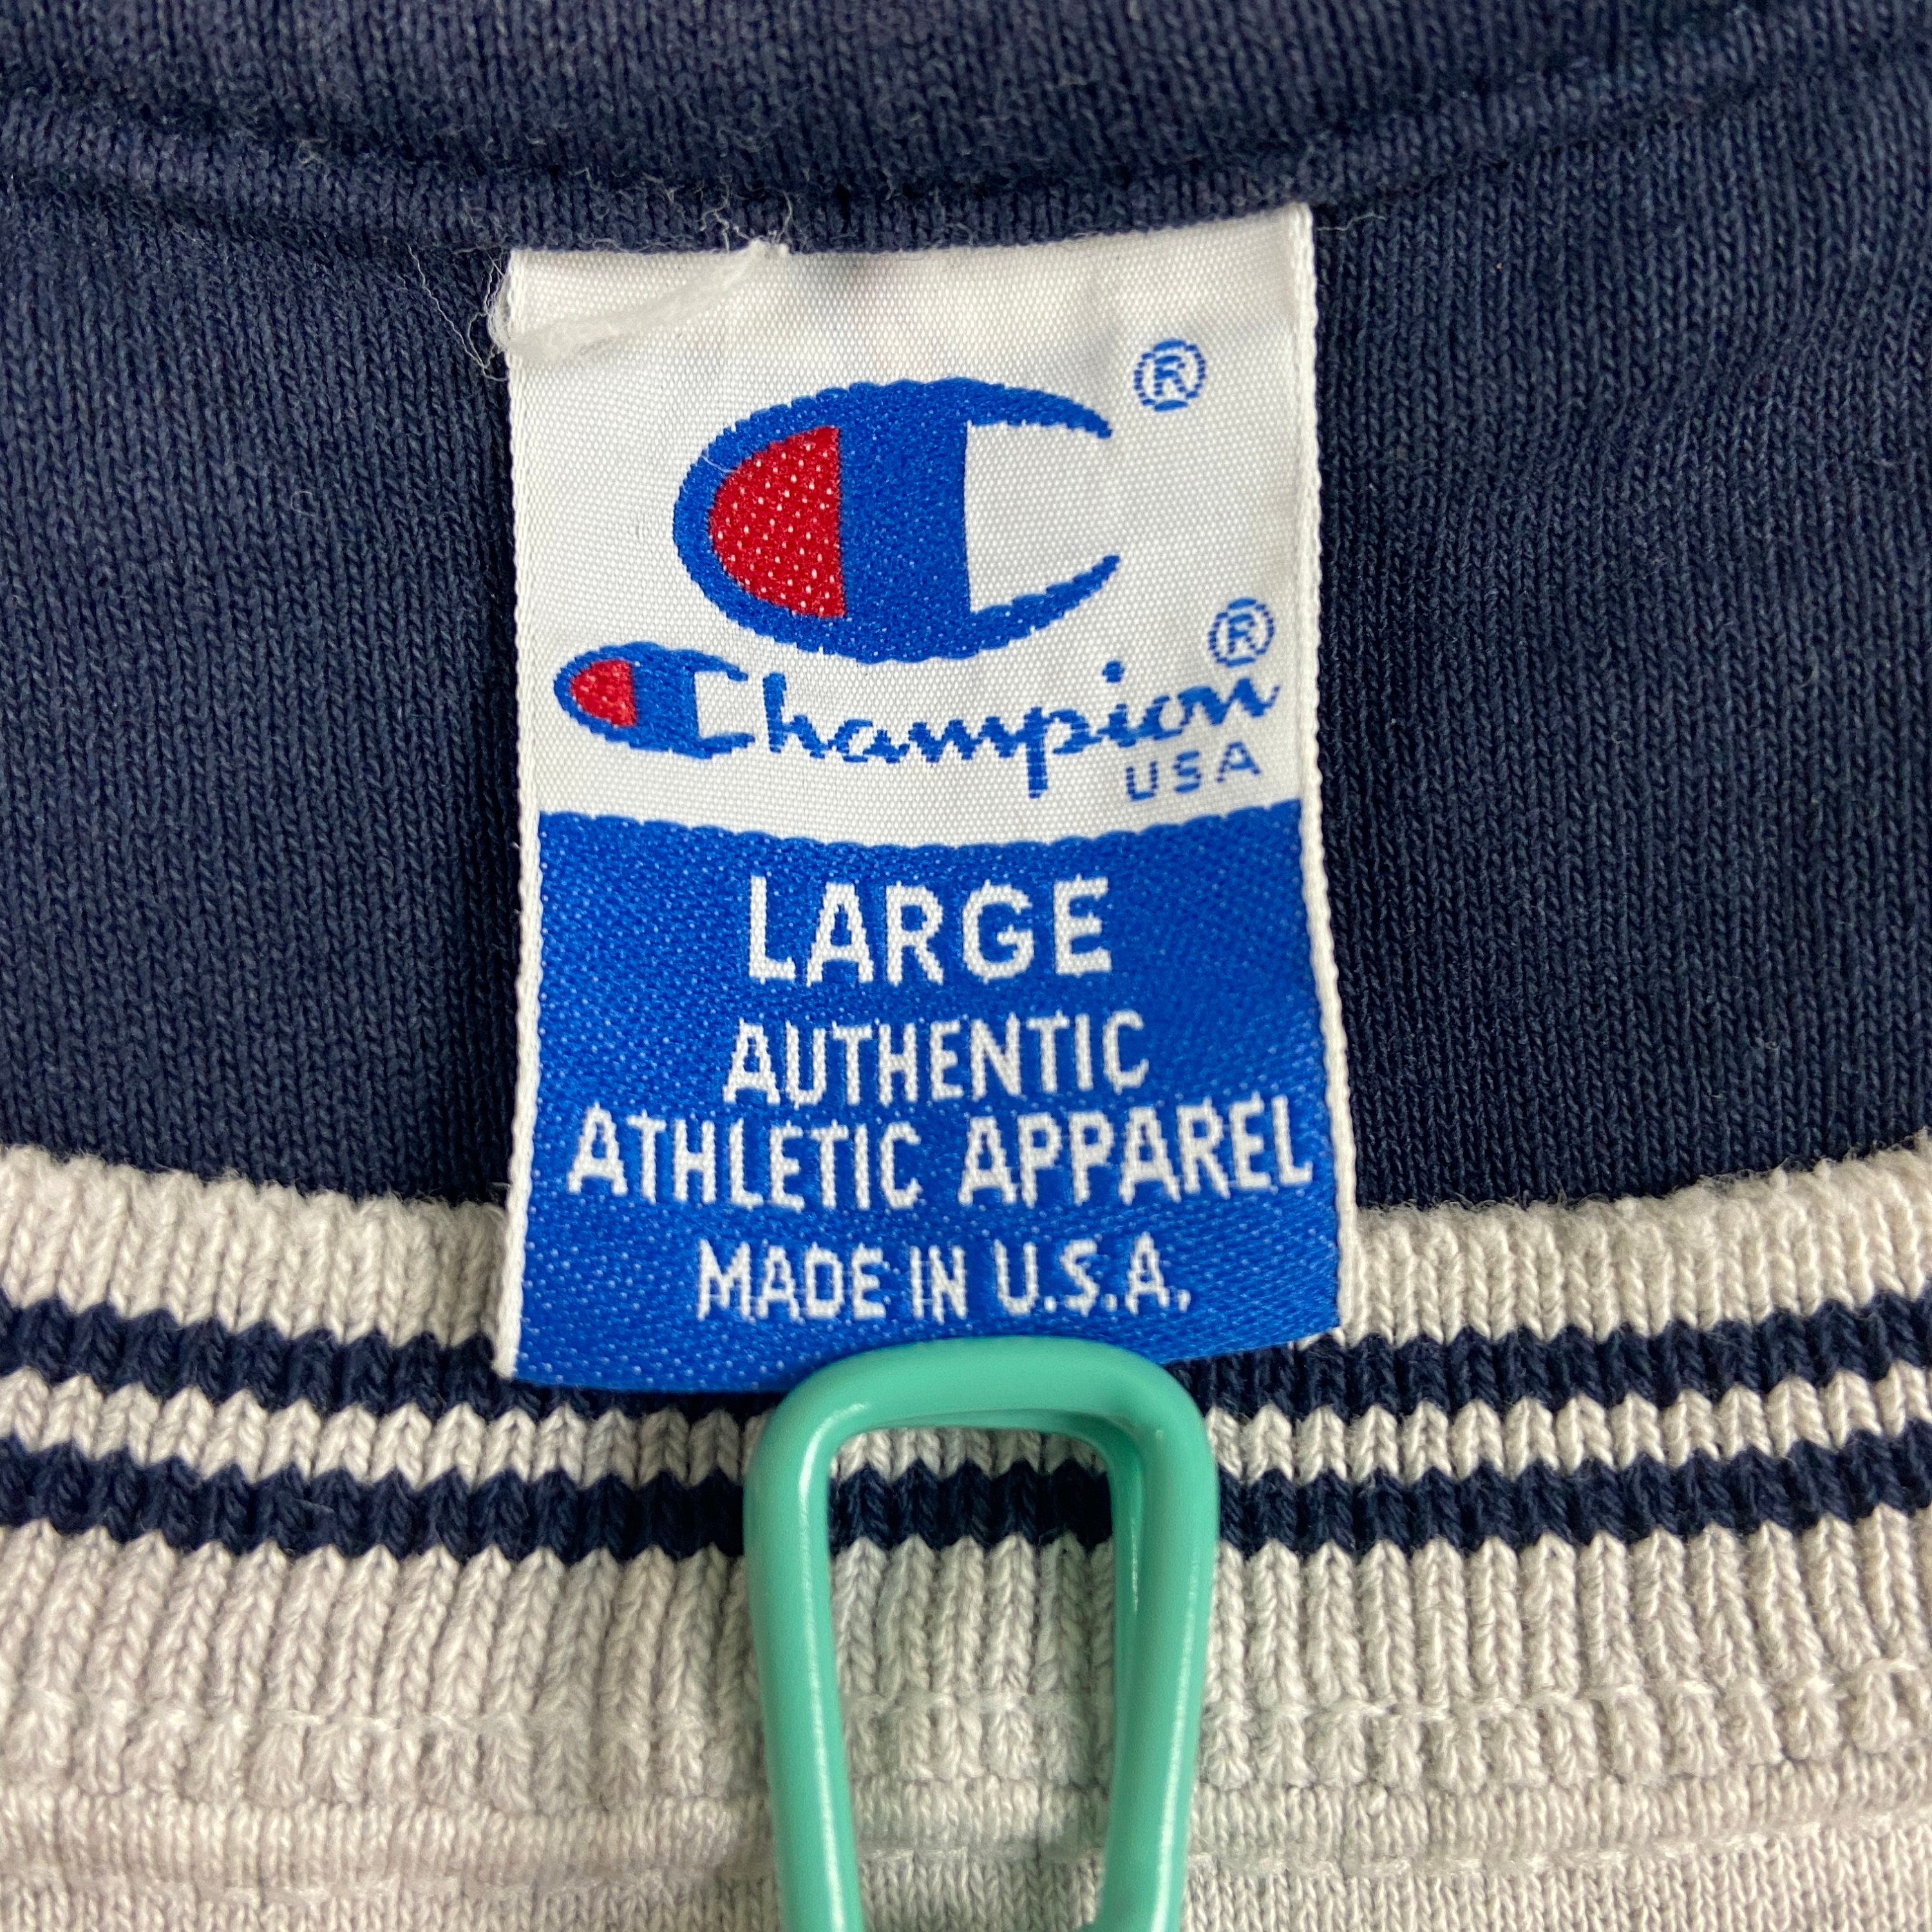 ®
Champion®
USA
LARGE
AUTHENTIC
ATHLETIC APPAREL
MADE IN U.S.A.